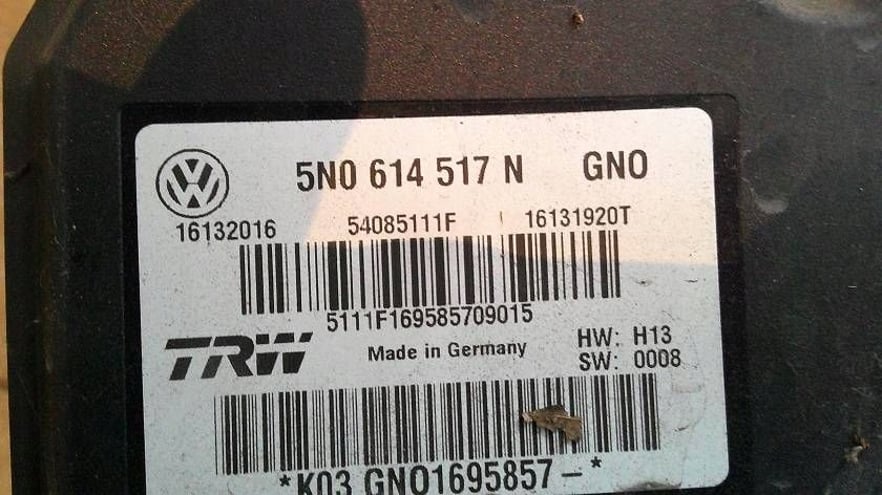 5N0 614 517 N GNO
16132016 54085111F 16131920T
5111F169585709015
TRW Made in Germany HW: H13
SW: 0008
*K03 GNO1695857-*